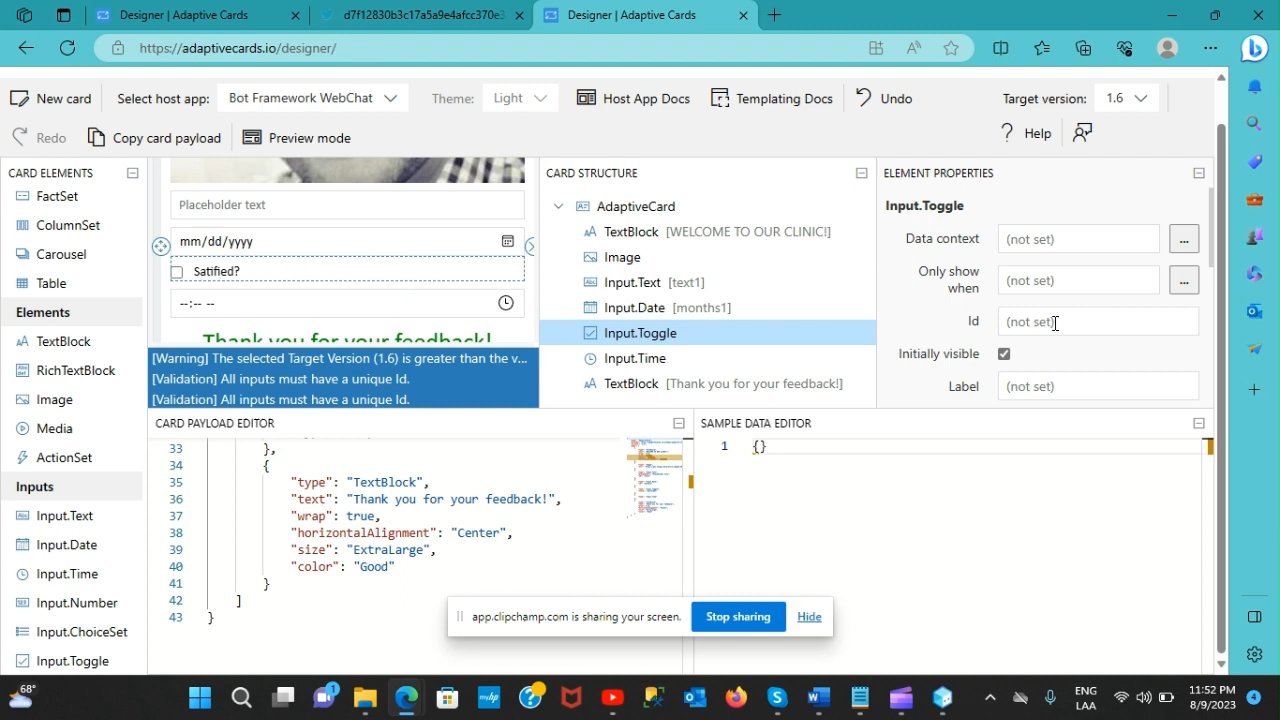 Designer | Adaptive Cards
d7f12830b3c17a5a9e4afcc370e3
Designer | Adaptive Cards
https://adaptivecards.io/designer/
New card
Select host app:
Bot Framework WebChat
Theme:
Light
Host App Docs
Templating Docs
Undo
Target version:
1.6
Redo
Copy card payload
Preview mode
Help
CARD ELEMENTS
FactSet
ColumnSet
Carousel
Table
Elements
TextBlock
RichTextBlock
Image
Media
ActionSet
Inputs
Input.Text
Input.Date
Input.Time
Input.Number
Input.ChoiceSet
Input.Toggle
Placeholder text
mm/dd/yyyy
Satified?
--:-- --
Thank you for your feedback!
[Warning] The selected Target Version (1.6) is greater than the v...
[Validation] All inputs must have a unique Id.
[Validation] All inputs must have a unique Id.
CARD STRUCTURE
AdaptiveCard
TextBlock [WELCOME TO OUR CLINIC!]
Image
Input.Text [text1]
Input.Date [months1]
Input.Toggle
Input.Time
TextBlock [Thank you for your feedback!]
ELEMENT PROPERTIES
Input.Toggle
Data context (not set) ...
Only show when (not set) ...
Id (not set)
Initially visible
Label (not set)
CARD PAYLOAD EDITOR
33 },
34 {
35 "type": "TextBlock",
36 "text": "Thank you for your feedback!",
37 "wrap": true,
38 "horizontalAlignment": "Center",
39 "size": "ExtraLarge",
40 "color": "Good"
41 }
42 ]
43 }
SAMPLE DATA EDITOR
1 {}
app.clipchamp.com is sharing your screen. Stop sharing Hide
68°
ENG
LAA
11:52 PM
8/9/2023